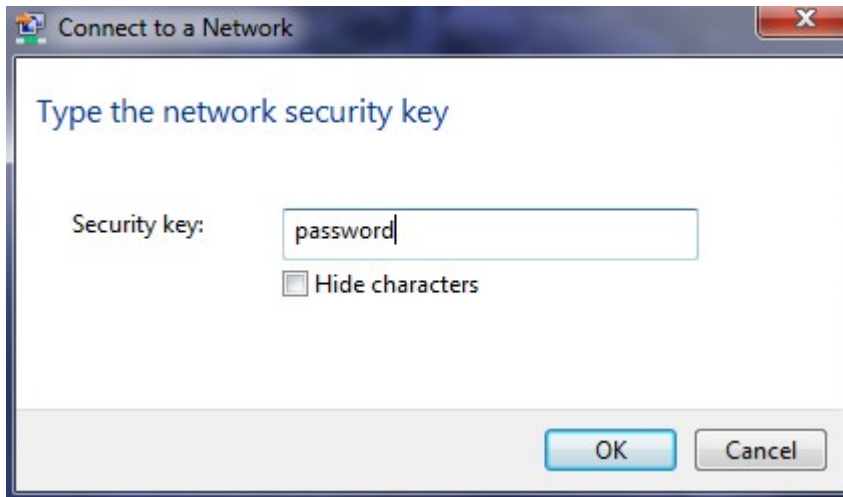 Connect to a Network
Type the network security key
Security key: password
Hide characters
OK Cancel